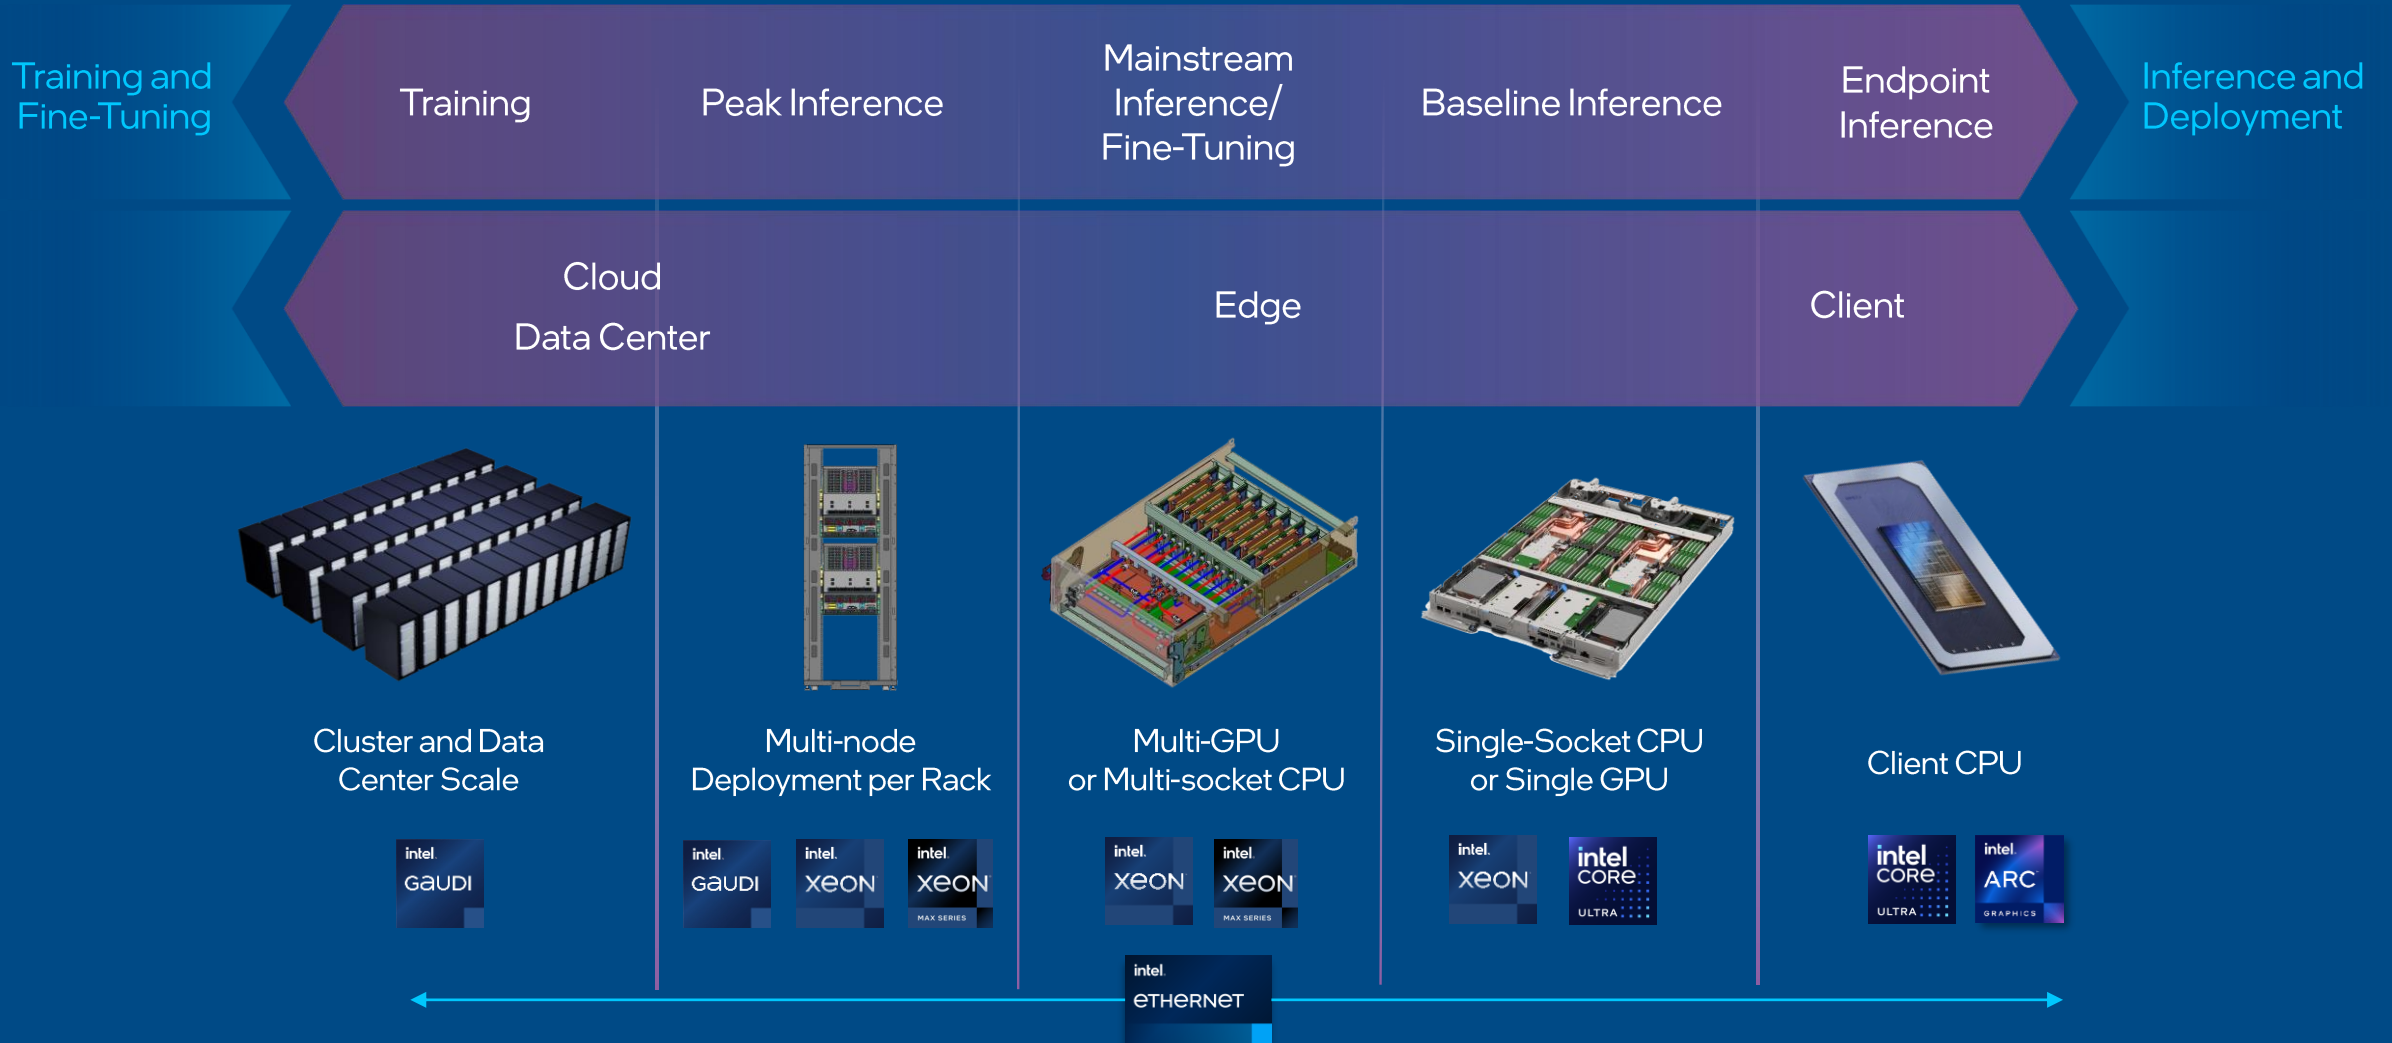 Training and
Fine-Tuning
Training
Peak Inference
Mainstream
Inference/
Fine-Tuning
Baseline Inference
Endpoint
Inference
Inference and
Deployment
Cloud
Data Center
Edge
Client
Cluster and Data
Center Scale
Multi-node
Deployment per Rack
Multi-GPU
or Multi-socket CPU
Single-Socket CPU
or Single GPU
Client CPU
intel.
GAUDI
intel.
GAUDI
intel.
XEON
intel.
XEON
MAX SERIES
intel.
XEON
intel.
XEON
MAX SERIES
intel.
XEON
intel
CORE
ULTRA
intel
CORE
ULTRA
intel.
ARC
GRAPHICS
intel.
ETHERNET